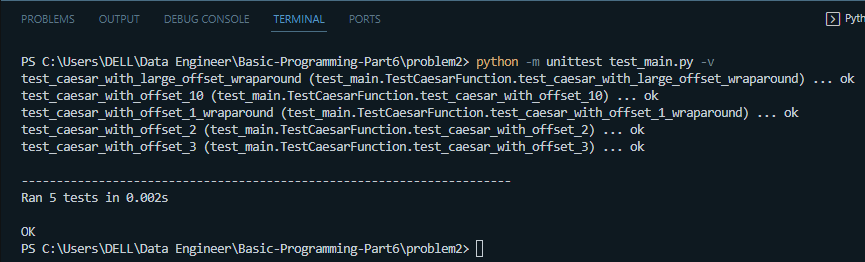 PROBLEMS OUTPUT DEBUG CONSOLE TERMINAL PORTS Pyth
PS C:\Users\DELL\Data Engineer\Basic-Programming-Part6\problem2> python -m unittest test_main.py -v
test_caesar_with_large_offset_wraparound (test_main.TestCaesarFunction.test_caesar_with_large_offset_wraparound) ... ok
test_caesar_with_offset_10 (test_main.TestCaesarFunction.test_caesar_with_offset_10) ... ok
test_caesar_with_offset_1_wraparound (test_main.TestCaesarFunction.test_caesar_with_offset_1_wraparound) ... ok
test_caesar_with_offset_2 (test_main.TestCaesarFunction.test_caesar_with_offset_2) ... ok
test_caesar_with_offset_3 (test_main.TestCaesarFunction.test_caesar_with_offset_3) ... ok
----------------------------------------------------------------------
Ran 5 tests in 0.002s
OK
PS C:\Users\DELL\Data Engineer\Basic-Programming-Part6\problem2>